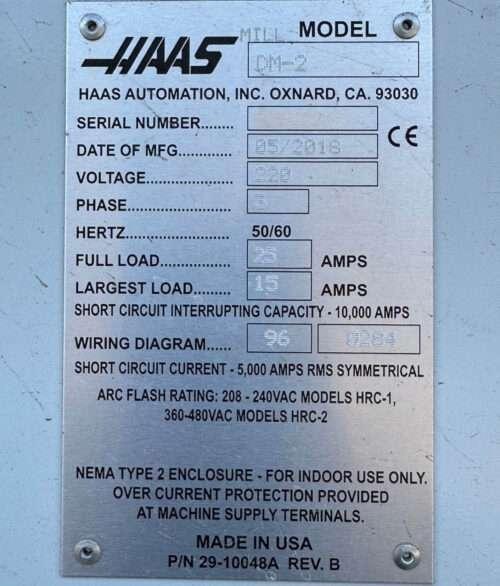 HAAS MILL MODEL
DM-2
HAAS AUTOMATION, INC. OXNARD, CA. 93030
SERIAL NUMBER........
DATE OF MFG............. 05/2018
VOLTAGE..................... 220
PHASE.......................... 3
HERTZ 50/60
FULL LOAD.................. 25 AMPS
LARGEST LOAD.......... 15 AMPS
SHORT CIRCUIT INTERRUPTING CAPACITY - 10,000 AMPS
WIRING DIAGRAM....... 96 0284
SHORT CIRCUIT CURRENT - 5,000 AMPS RMS SYMMETRICAL
ARC FLASH RATING: 208 - 240VAC MODELS HRC-1,
360-480VAC MODELS HRC-2
NEMA TYPE 2 ENCLOSURE - FOR INDOOR USE ONLY.
OVER CURRENT PROTECTION PROVIDED
AT MACHINE SUPPLY TERMINALS.
MADE IN USA
P/N 29-10048A REV. B
CE